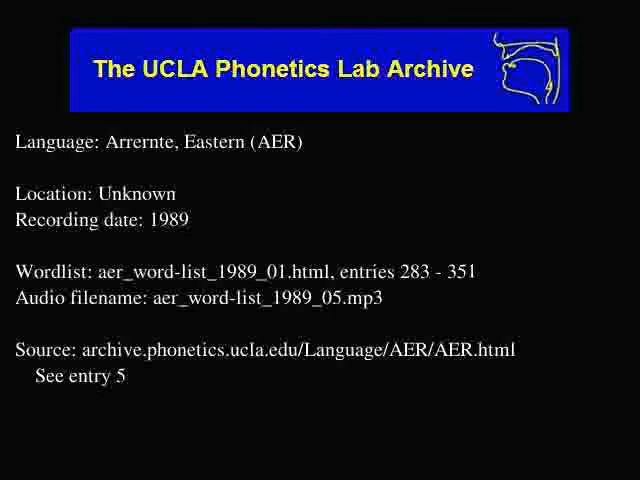 The UCLA Phonetics Lab Archive
Language: Arrernte, Eastern (AER)
Location: Unknown
Recording date: 1989
Wordlist: aer_word-list_1989_01.html, entries 283 - 351
Audio filename: aer_word-list_1989_05.mp3
Source: archive.phonetics.ucla.edu/Language/AER/AER.html
See entry 5